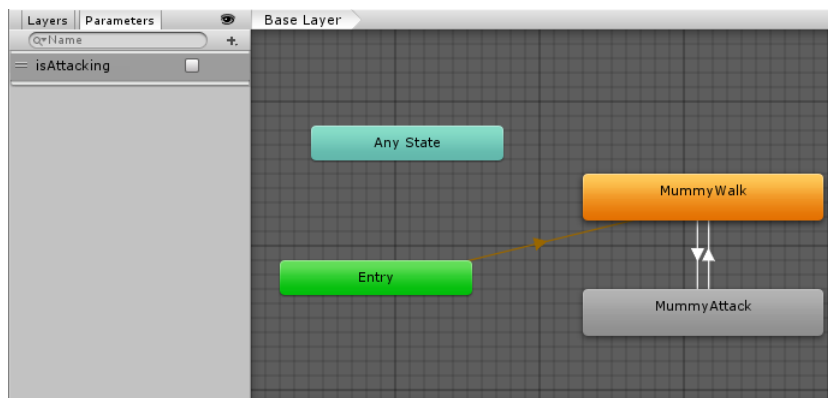 Layers Parameters
Base Layer
Name
isAttacking
Any State
MummyWalk
Entry
MummyAttack